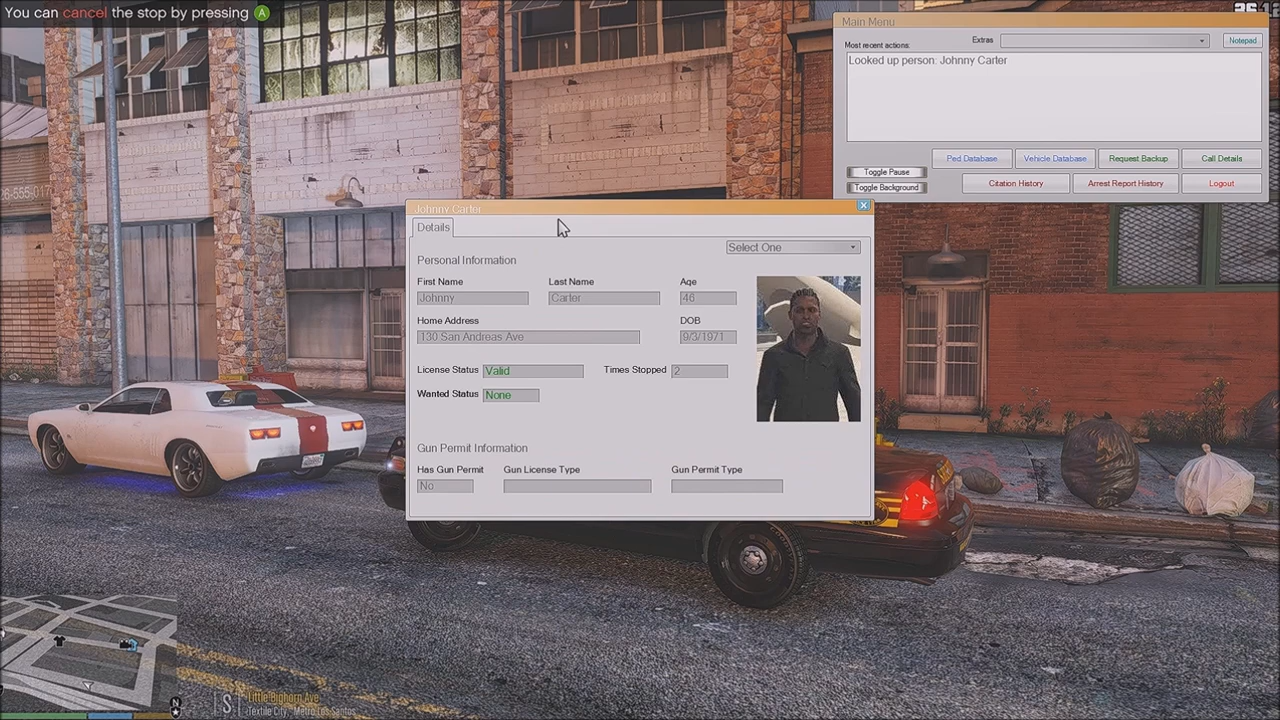 You can cancel the stop by pressing A
Main Menu
Most recent actions:
Extras
Notepad
Looked up person: Johnny Carter
Ped Database
Vehicle Database
Request Backup
Call Details
Toggle Pause
Toggle Background
Citation History
Arrest Report History
Logout
Johnny Carter
Details
Select One
Personal Information
First Name
Last Name
Age
Johnny
Carter
46
Home Address
DOB
130 San Andreas Ave
9/3/1971
License Status Valid
Times Stopped 2
Wanted Status None
Gun Permit Information
Has Gun Permit
Gun License Type
Gun Permit Type
No
N
S
Little Bighorn Ave
Textile City, Metro Los Santos